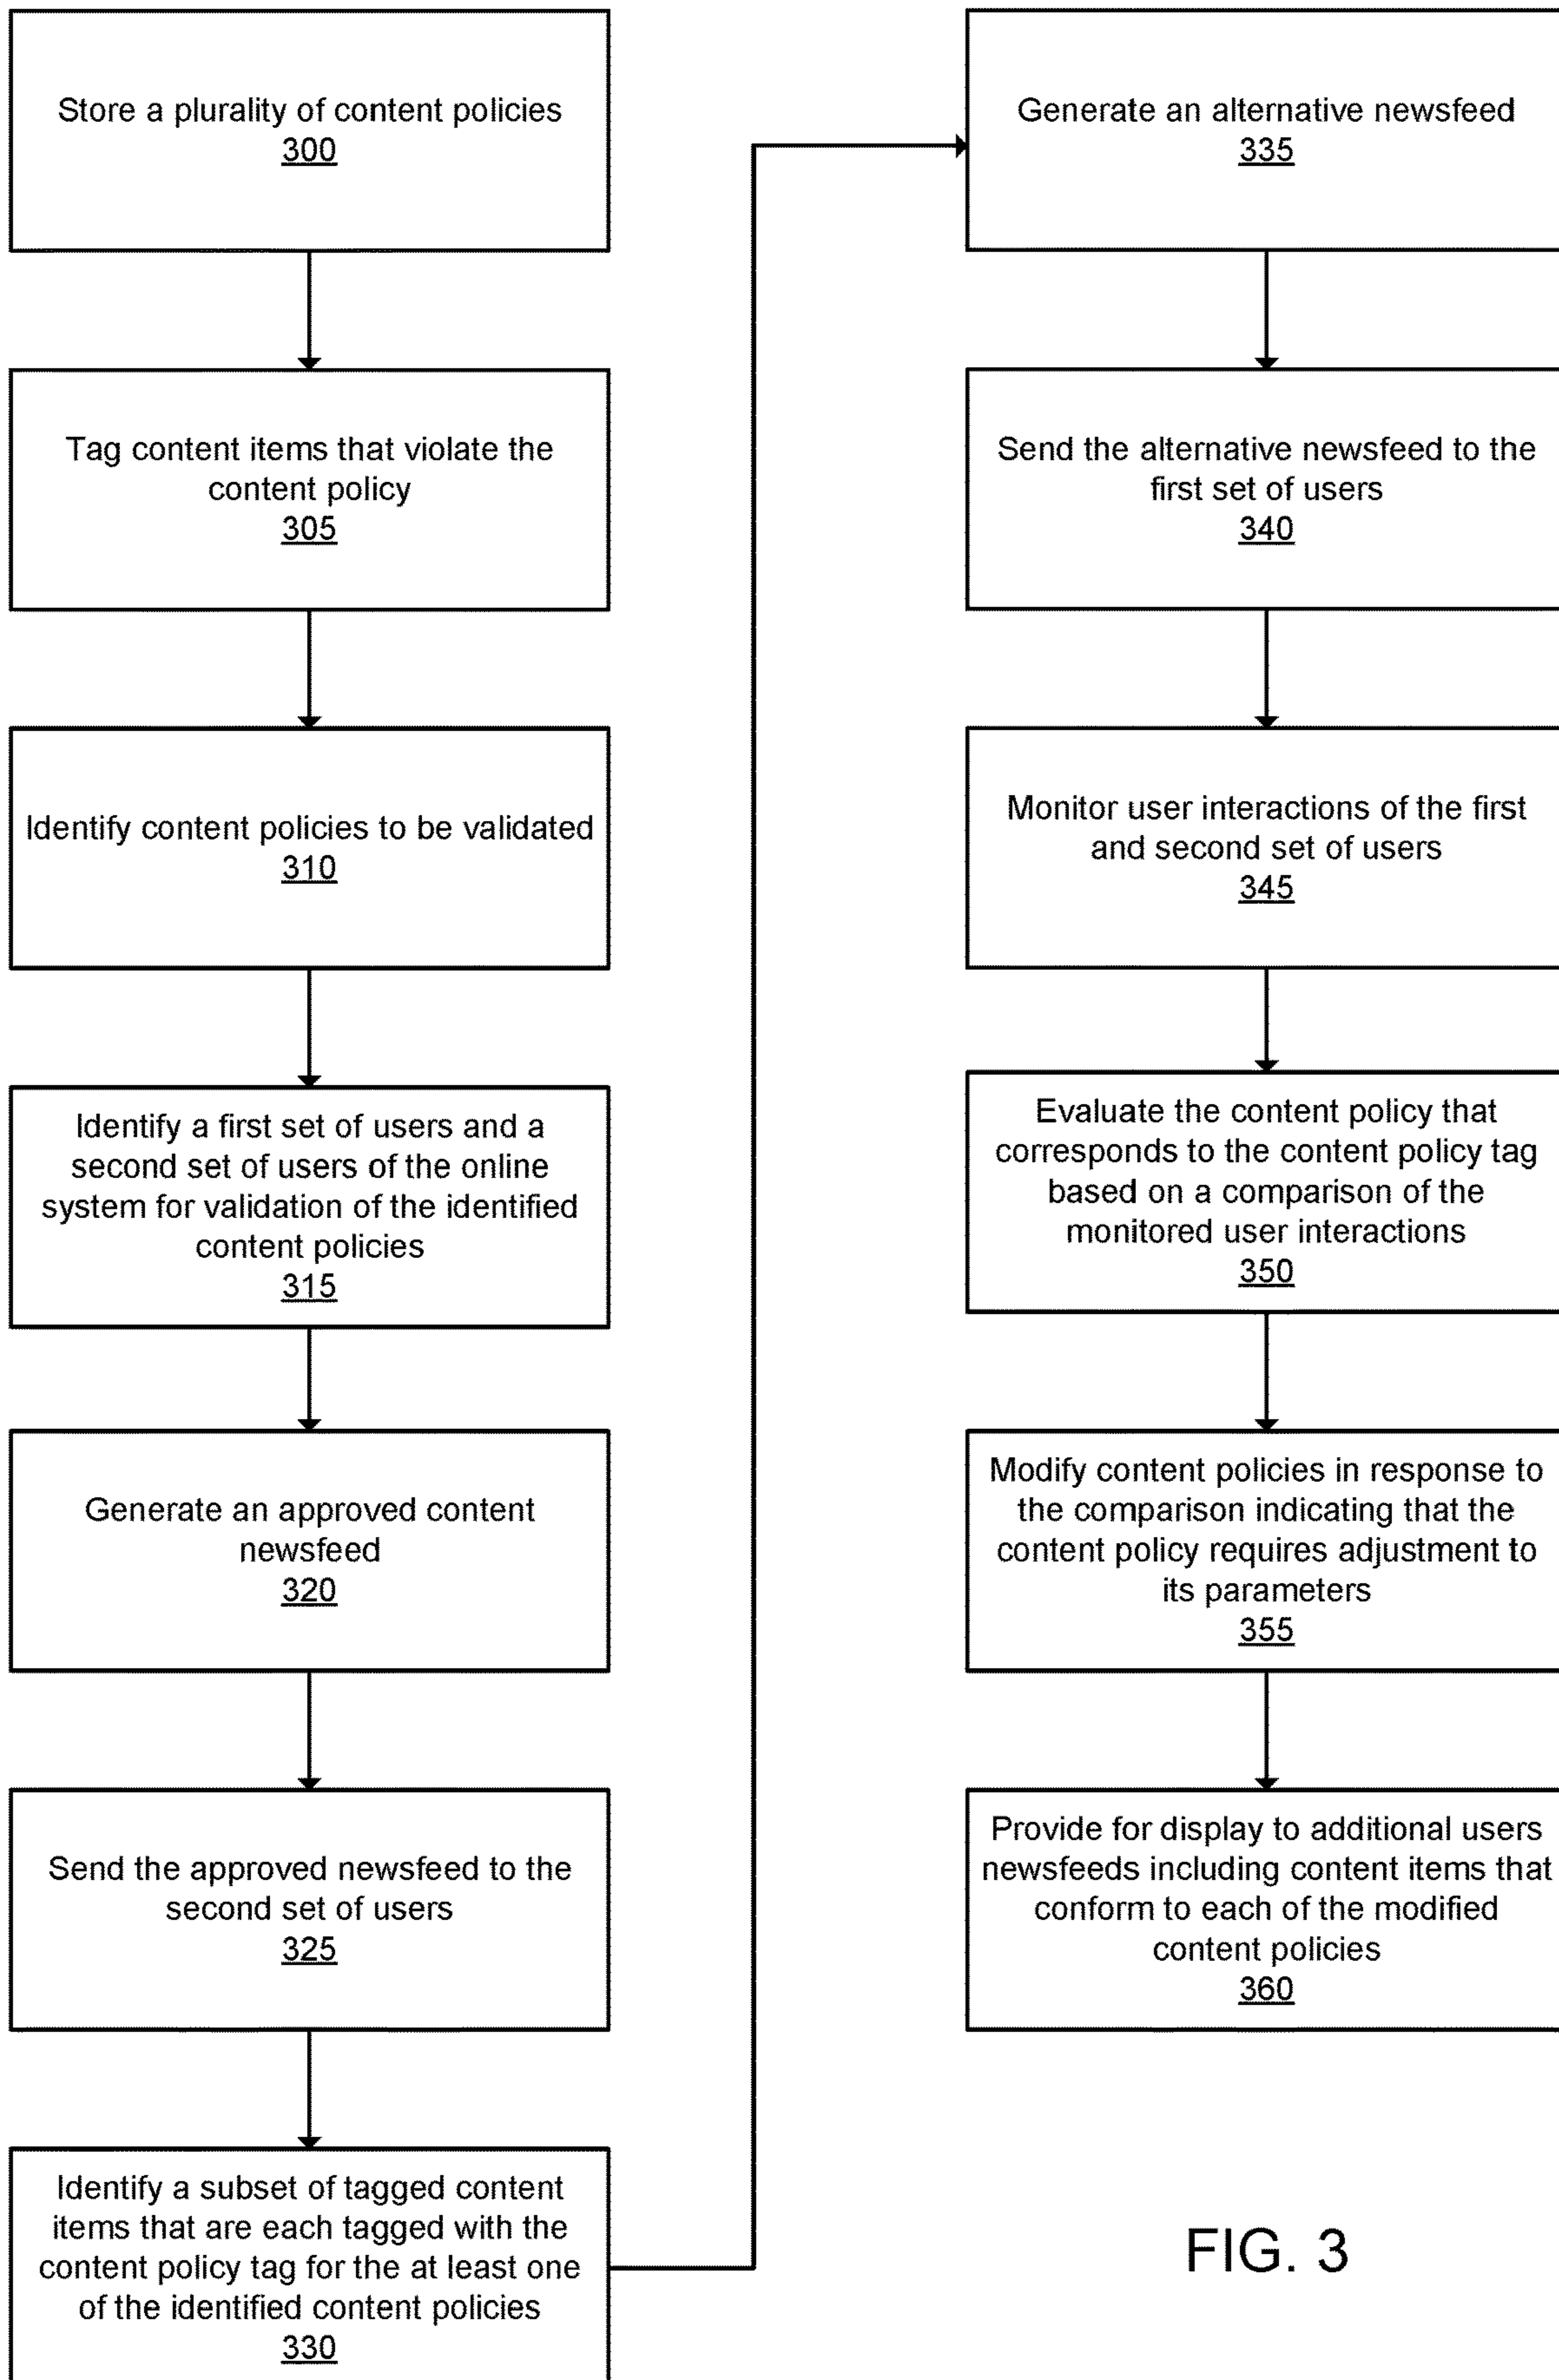 Store a plurality of content policies
300
Tag content items that violate the
content policy
305
Identify content policies to be validated
310
Identify a first set of users and a
second set of users of the online
system for validation of the identified
content policies
315
Generate an approved content
newsfeed
320
Send the approved newsfeed to the
second set of users
325
Identify a subset of tagged content
items that are each tagged with the
content policy tag for the at least one
of the identified content policies
330
Generate an alternative newsfeed
335
Send the alternative newsfeed to the
first set of users
340
Monitor user interactions of the first
and second set of users
345
Evaluate the content policy that
corresponds to the content policy tag
based on a comparison of the
monitored user interactions
350
Modify content policies in response to
the comparison indicating that the
content policy requires adjustment to
its parameters
355
Provide for display to additional users
newsfeeds including content items that
conform to each of the modified
content policies
360
FIG. 3